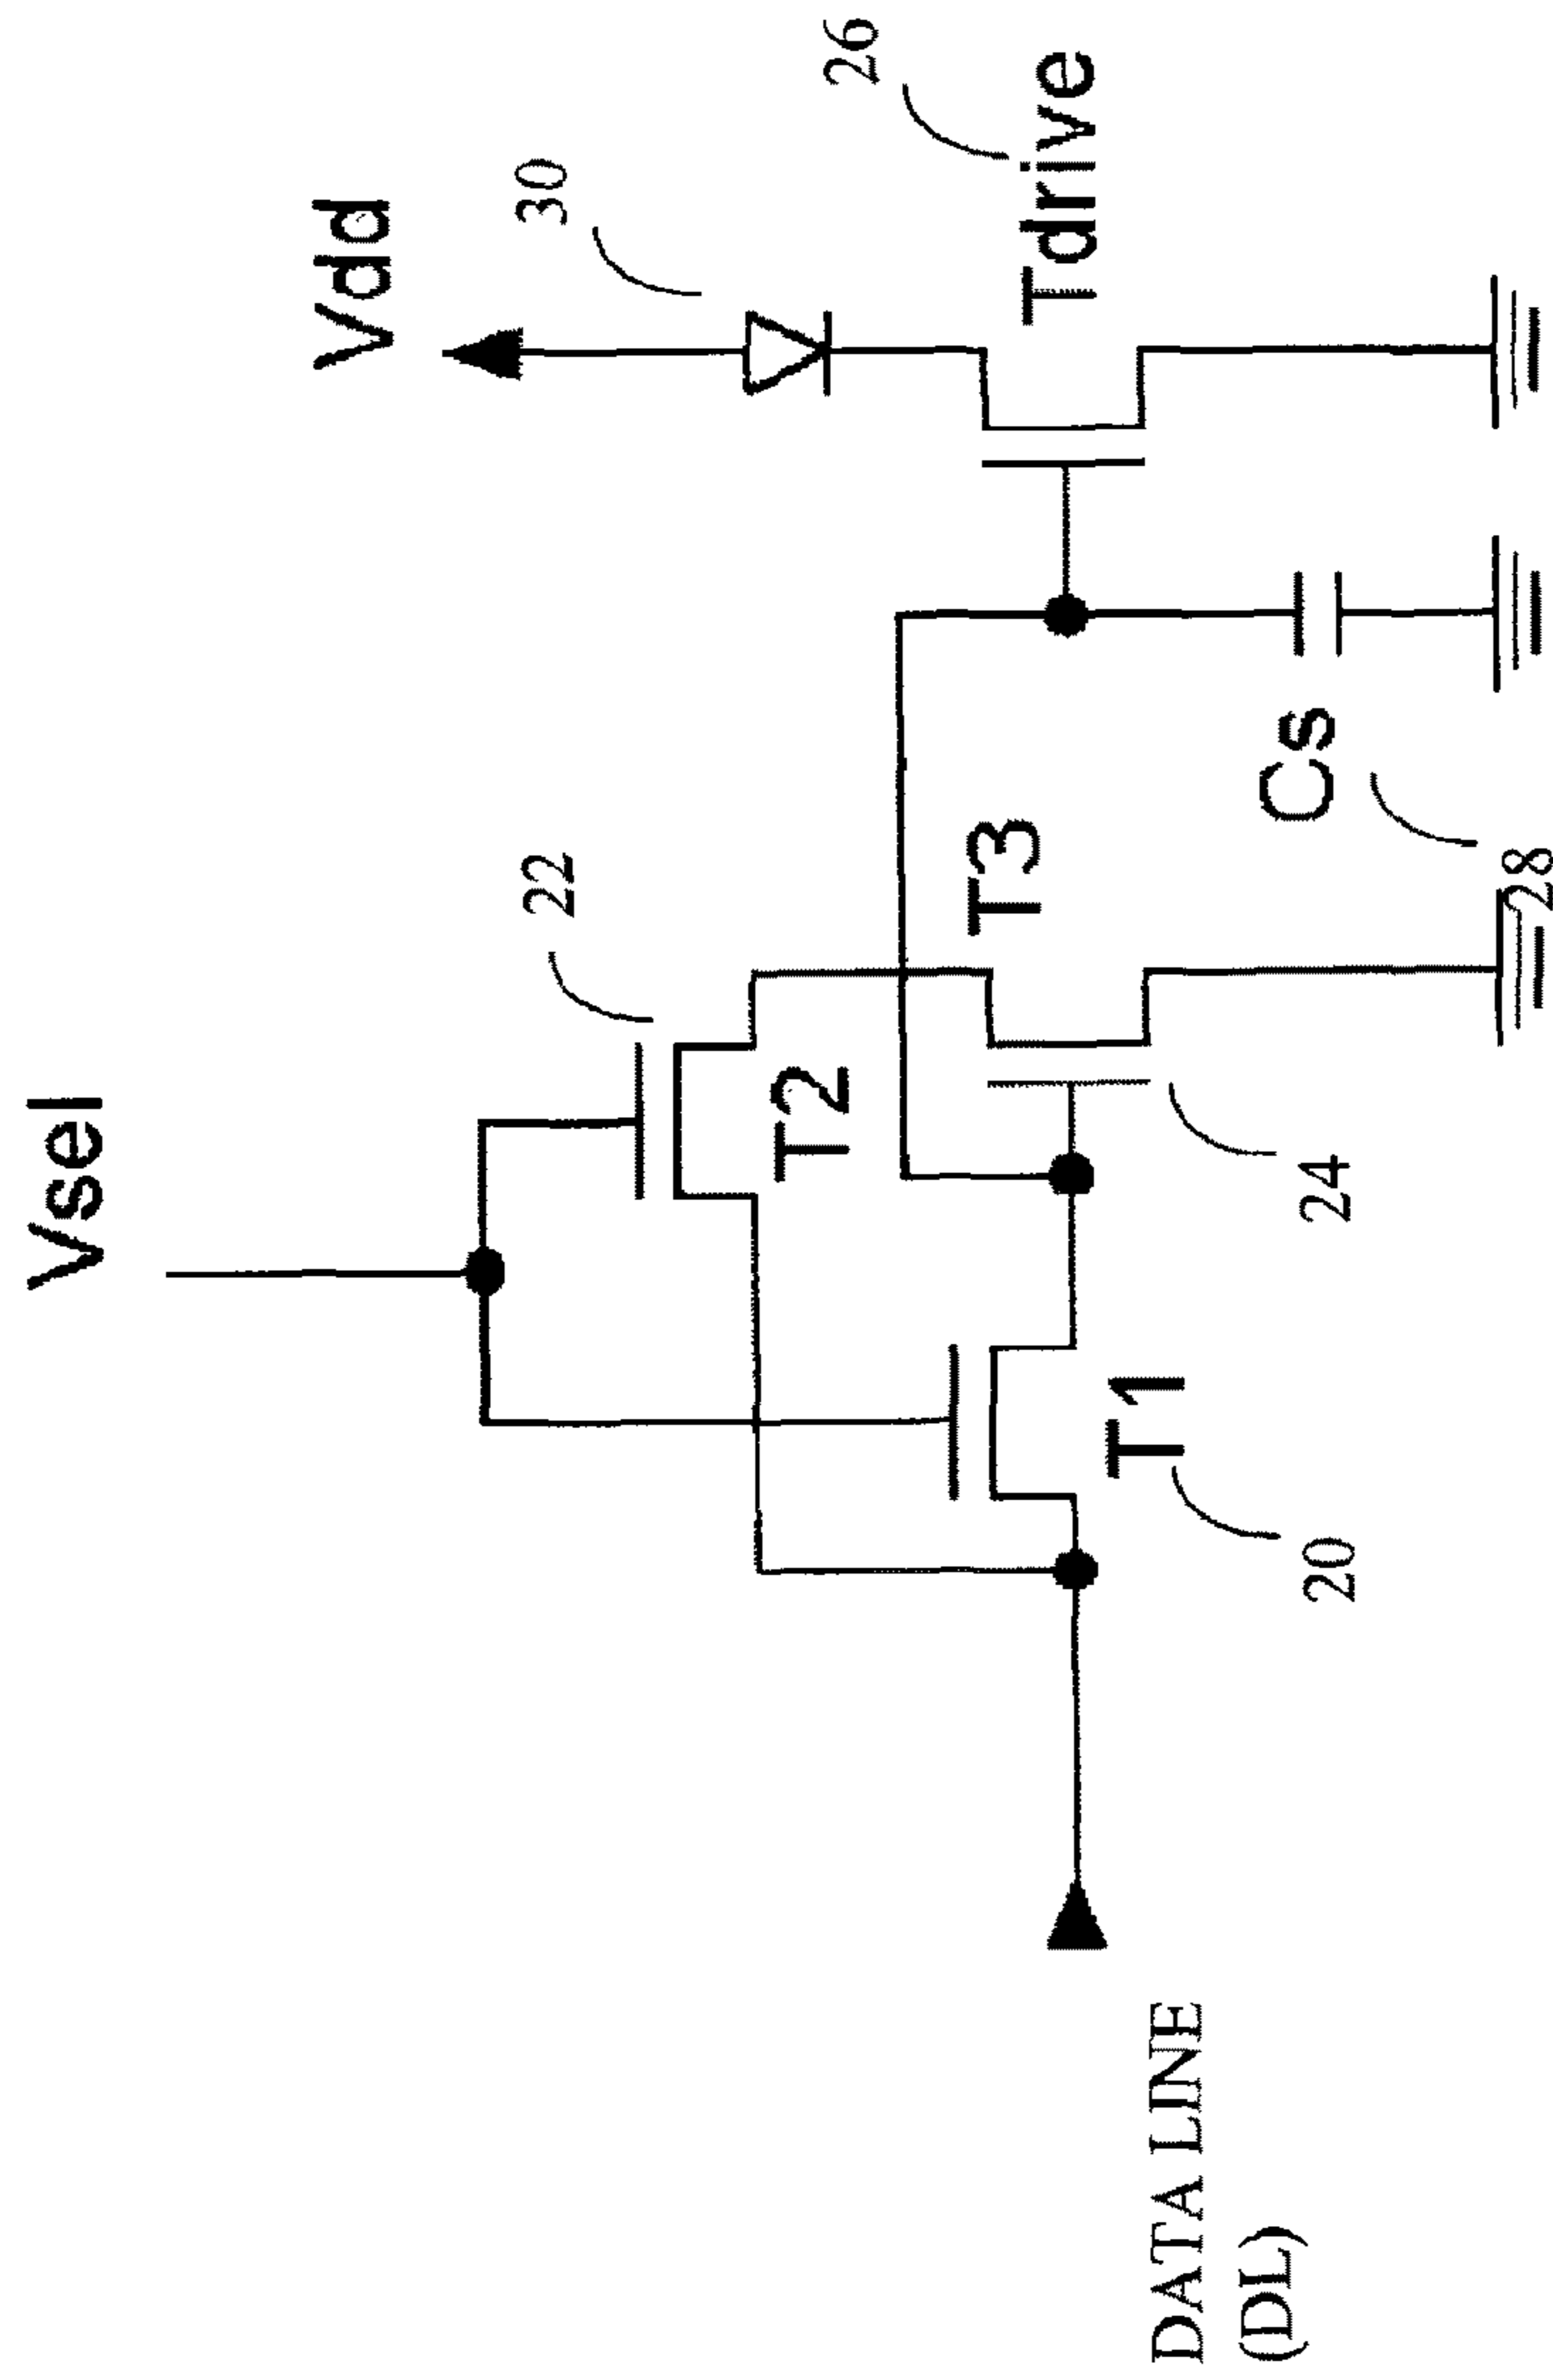 Vsel
Vdd
30
22
26
T2
Tdrive
T3
T1
24
20
Cs
28
DATA LINE
(DL)